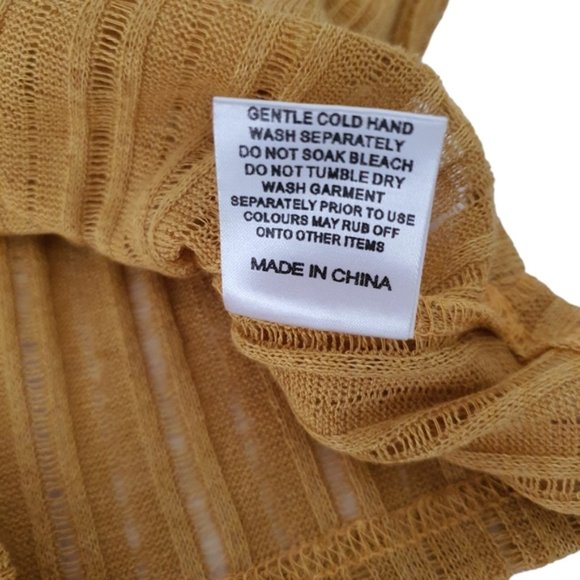 GENTLE COLD HAND
WASH SEPARATELY
DO NOT SOAK BLEACH
DO NOT TUMBLE DRY
WASH GARMENT
SEPARATELY PRIOR TO USE
COLOURS MAY RUB OFF
ONTO OTHER ITEMS
MADE IN CHINA